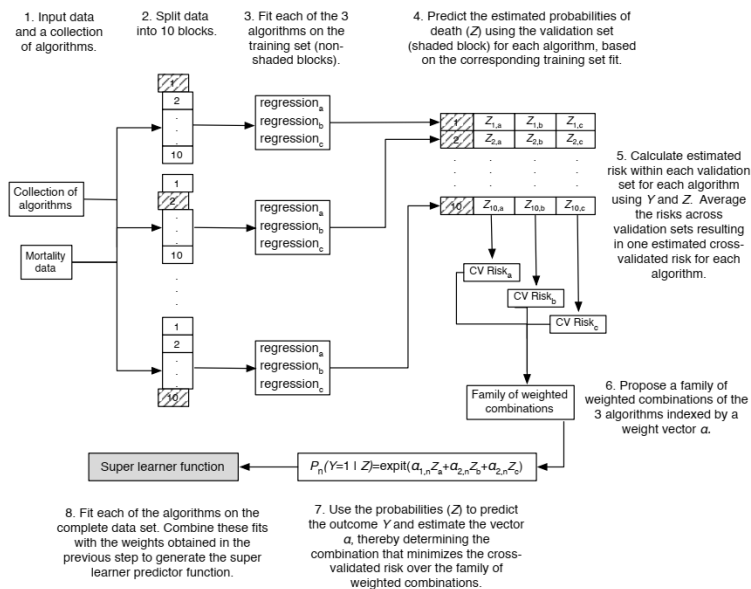 1. Input data
and a collection
of algorithms.
2. Split data
into 10 blocks.
3. Fit each of the 3
algorithms on the
training set (non-
shaded blocks).
4. Predict the estimated probabilities of
death (Z) using the validation set
(shaded block) for each algorithm, based
on the corresponding training set fit.
1
2
.
.
.
10
regression_a
regression_b
regression_c
1 Z_1,a Z_1,b Z_1,c
2 Z_2,a Z_2,b Z_2,c
. . . .
. . . .
. . . .
10 Z_10,a Z_10,b Z_10,c
Collection of
algorithms
Mortality
data
1
2
.
.
.
10
regression_a
regression_b
regression_c
5. Calculate estimated
risk within each validation
set for each algorithm
using Y and Z. Average
the risks across
validation sets resulting
in one estimated cross-
validated risk for each
algorithm.
CV Risk_a
CV Risk_b
CV Risk_c
.
.
.
.
1
2
.
.
.
10
regression_a
regression_b
regression_c
Family of weighted
combinations
6. Propose a family of
weighted combinations of the
3 algorithms indexed by a
weight vector α.
Super learner function
P_n(Y=1 | Z)=expit(α_1,nZ_a+α_2,nZ_b+α_2,nZ_c)
8. Fit each of the algorithms on the
complete data set. Combine these fits
with the weights obtained in the
previous step to generate the super
learner predictor function.
7. Use the probabilities (Z) to predict
the outcome Y and estimate the vector
α, thereby determining the
combination that minimizes the cross-
validated risk over the family of
weighted combinations.